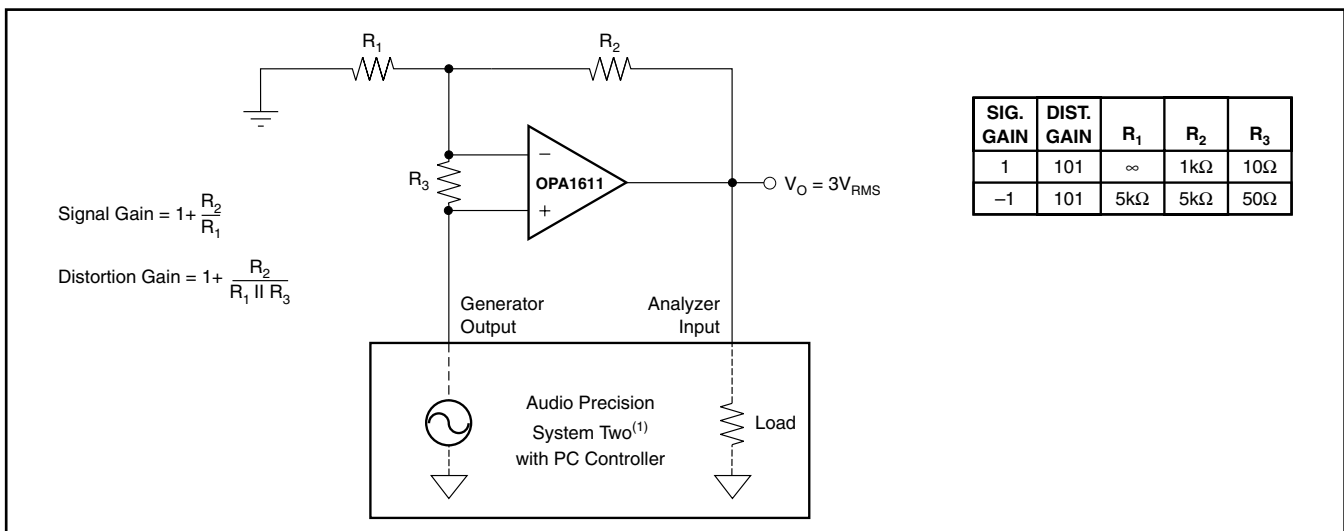 R1
R2
SIG. GAIN DIST. GAIN R1 R2 R3
1 101 ∞ 1kΩ 10Ω
–1 101 5kΩ 5kΩ 50Ω
–
R3
OPA1611
+
VO = 3VRMS
Signal Gain = 1+ R2/R1
Distortion Gain = 1+ R2/(R1 II R3)
Generator Output
Analyzer Input
Audio Precision
System Two(1)
with PC Controller
Load